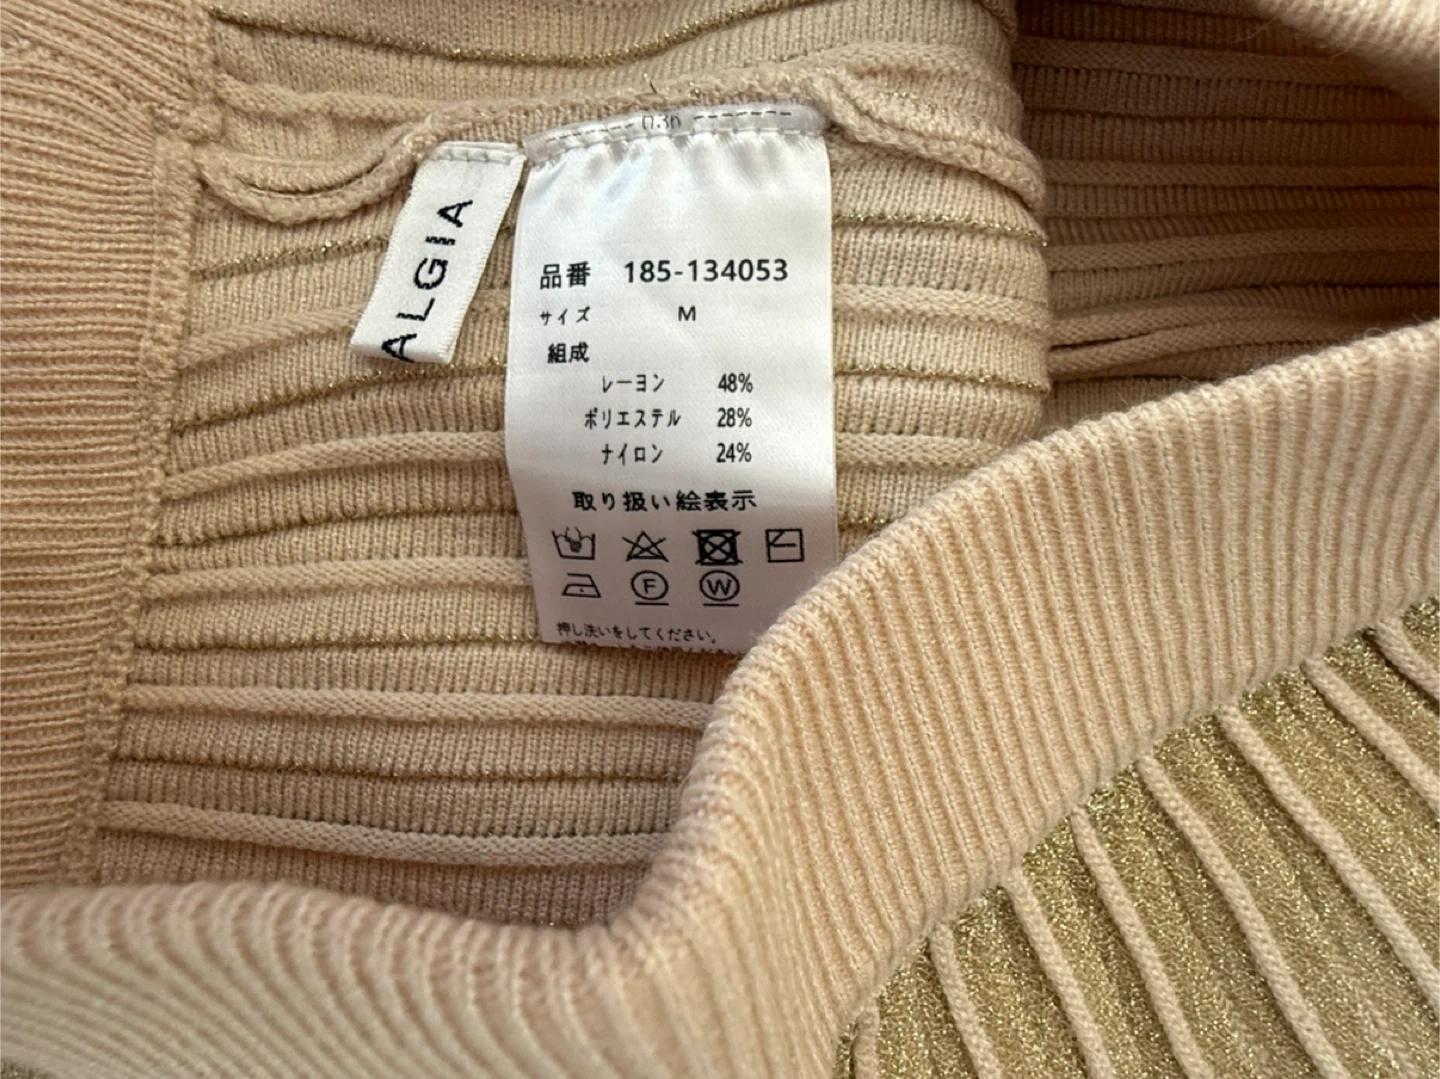 ALGIA
036
品番 185-134053
サイズ M
組成
レーヨン 48%
ポリエステル 28%
ナイロン 24%
取り扱い絵表示
F W
押し洗いをしてください。